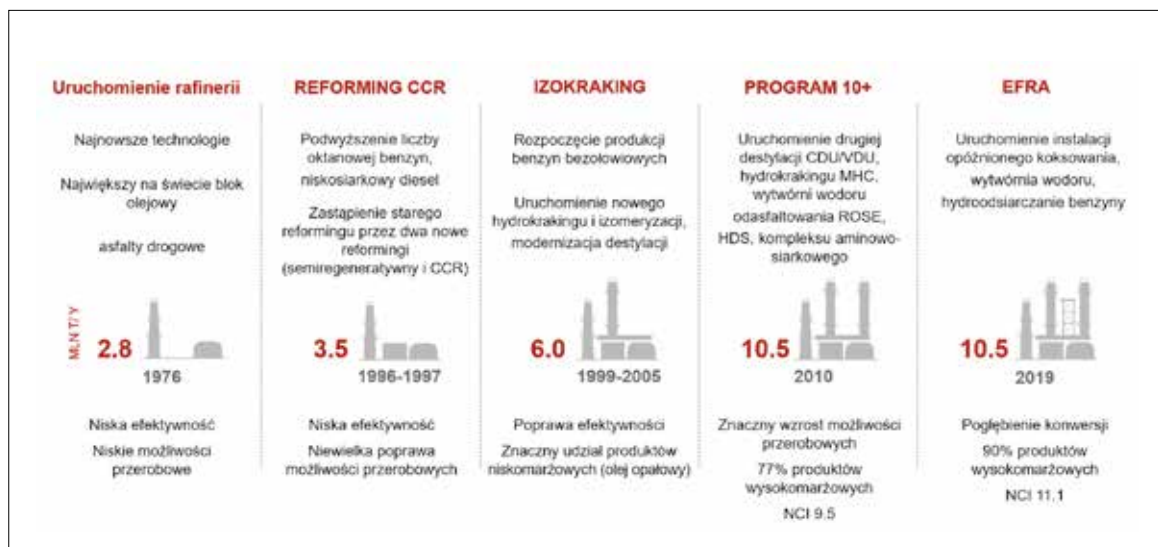 Uruchomienie rafinerii
Najnowsze technologie
Największy na świecie blok
olejowy
asfalty drogowe
MLN T/ Y
2.8
1976
Niska efektywność
Niskie możliwości
przerobowe
REFORMING CCR
Podwyższenie liczby
oktanowej benzyn,
niskosiarkowy diesel
Zastąpienie starego
reformingu przez dwa nowe
reformingi
(semiregeneratywny i CCR)
3.5
1996-1997
Niska efektywność
Niewielka poprawa
możliwości przerobowych
IZOKRAKING
Rozpoczęcie produkcji
benzyn bezołowiowych
Uruchomienie nowego
hydrokrakingu i izomeryzacji,
modernizacja destylacji
6.0
1999-2005
Poprawa efektywności
Znaczny udział produktów
niskomarżowych (olej opałowy)
PROGRAM 10+
Uruchomienie drugiej
destylacji CDU/VDU,
hydrokrakingu MHC,
wytwórni wodoru
odasfaltowania ROSE,
HDS, kompleksu aminowo-
siarkowego
10.5
2010
Znaczny wzrost możliwości
przerobowych
77% produktów
wysokomarżowych
NCI 9.5
EFRA
Uruchomienie instalacji
opóźnionego koksowania,
wytwórnia wodoru,
hydroodsiarczanie benzyny
10.5
2019
Pogłębienie konwersji
90% produktów
wysokomarżowych
NCI 11.1